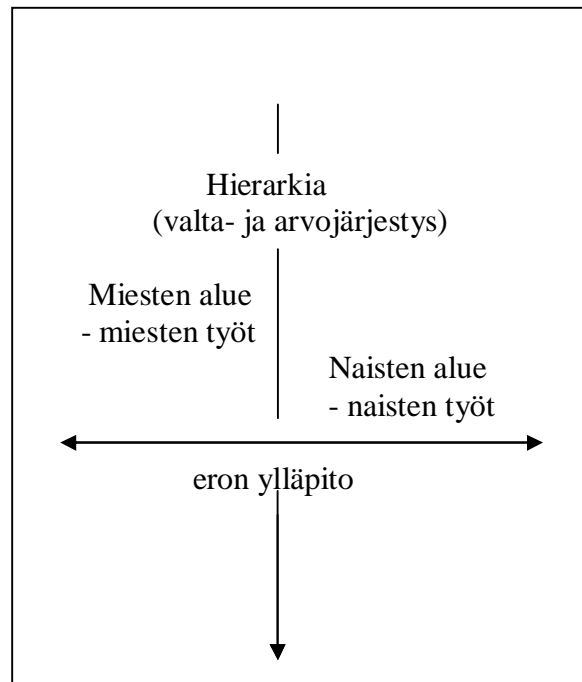 Hierarkia
(valta- ja arvojärjestys)
Miesten alue
- miesten työt
Naisten alue
- naisten työt
eron ylläpito